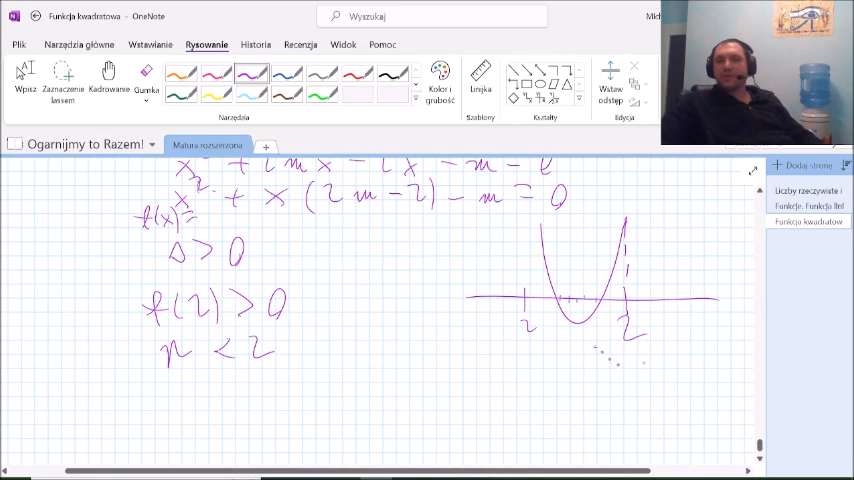 Funkcja kwadratowa - OneNote
Wyszukaj
Mich
Plik Narzędzia główne Wstawianie Rysowanie Historia Recenzja Widok Pomoc
Wpisz
Zaznaczenie lassem
Kadrowanie
Gumka
Kolor i grubość
Linijka
Wstaw odstęp
Narzędzia
Szablony
Kształty
Edycja
Ogarnijmy to Razem!
Matura rozszerzona
Dodaj stronę
Liczby rzeczywiste i
Funkcje. Funkcja lini
Funkcja kwadratow
x² + x (2m-2) - m = 0
f(x)=
Δ > 0
f(2) > 0
2 2
< 2